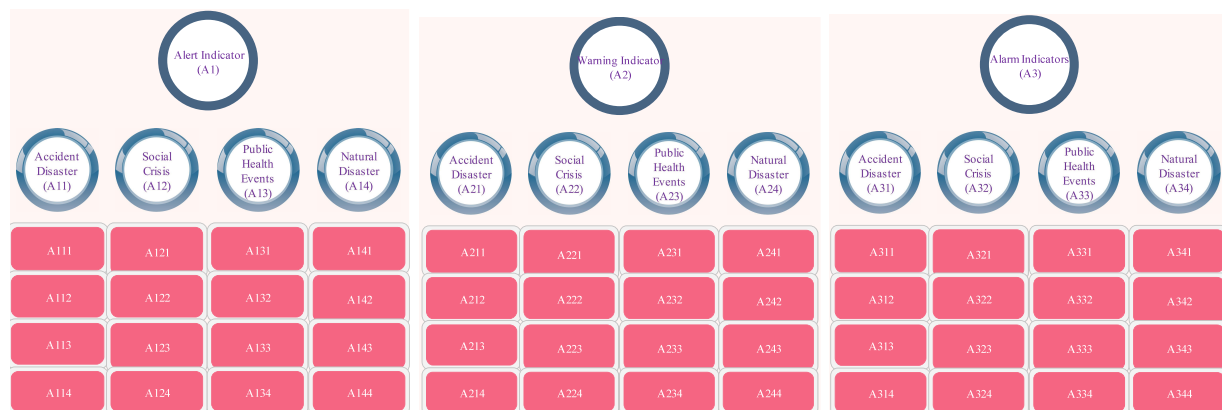 Alert Indicator
(A1)
Accident
Disaster
(A11)
Social
Crisis
(A12)
Public
Health
Events
(A13)
Natural
Disaster
(A14)
A111
A121
A131
A141
A112
A122
A132
A142
A113
A123
A133
A143
A114
A124
A134
A144
Warning Indicator
(A2)
Accident
Disaster
(A21)
Social
Crisis
(A22)
Public
Health
Events
(A23)
Natural
Disaster
(A24)
A211
A221
A231
A241
A212
A222
A232
A242
A213
A223
A233
A243
A214
A224
A234
A244
Alarm Indicators
(A3)
Accident
Disaster
(A31)
Social
Crisis
(A32)
Public
Health
Events
(A33)
Natural
Disaster
(A34)
A311
A321
A331
A341
A312
A322
A332
A342
A313
A323
A333
A343
A314
A324
A334
A344